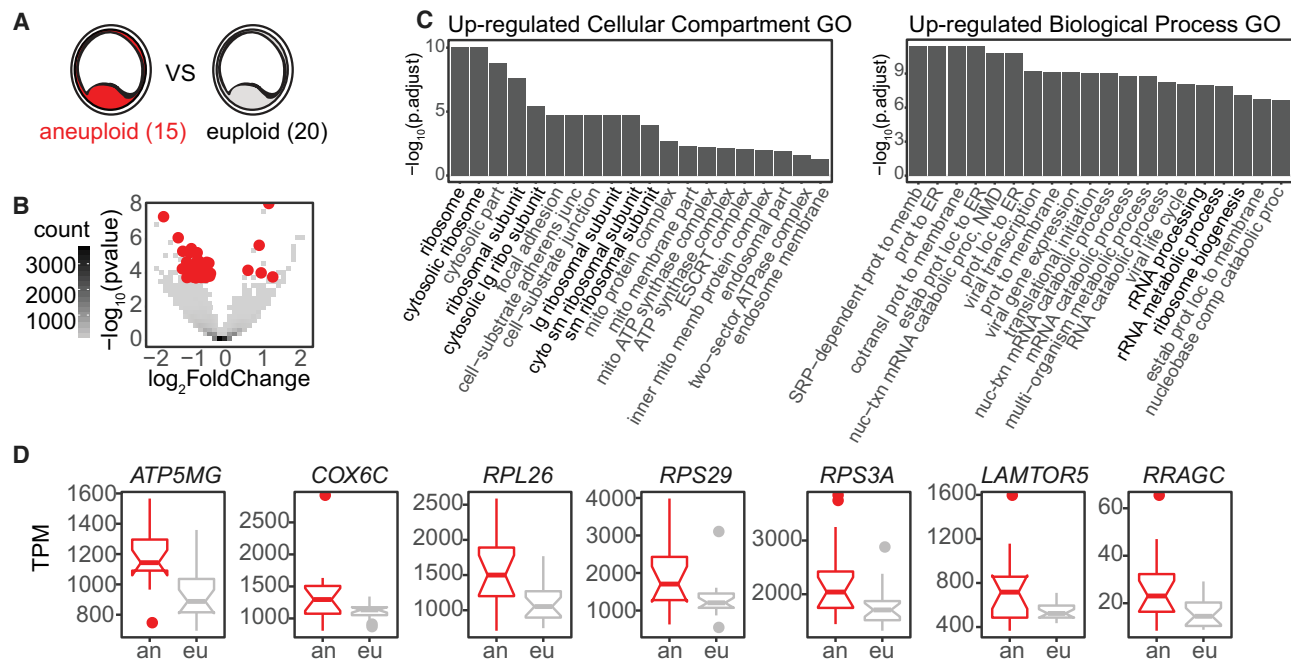 A
VS
aneuploid (15)
euploid (20)
B
count
3000
2000
1000
−log10(pvalue)
8
6
4
2
0
−2 −1 0 1 2
log2FoldChange
C
Up-regulated Cellular Compartment GO
−log10(p.adjust)
10
5
0
ribosome
cytosolic ribosome
cytosolic part
ribosomal subunit
cytosolic lg ribo subunit
focal adhesion
cell−substrate adherens junc
cell−substrate junction
lg ribosomal subunit
cyto sm ribosomal subunit
sm ribosomal subunit
mito protein complex
mito membrane part
mito ATP synthase complex
ATP synthase complex
ESCRT complex
inner mito memb protein complex
endosomal part
two−sector ATPase complex
endosome membrane
Up-regulated Biological Process GO
−log10(p.adjust)
9
6
3
0
SRP−dependent prot to memb
prot to ER
cotransl prot to membrane
estab prot loc to ER
nuc−txn mRNA catabolic proc, NMD
prot loc to ER
viral transcription
prot to membrane
viral gene expression
translational initiation
nuc-txn mRNA catabolic process
mRNA catabolic process
multi−organism metabolic process
RNA catabolic process
viral life cycle
rRNA processing
rRNA metabolic process
ribosome biogenesis
estab prot loc to membrane
nucleobase comp catabolic proc
D
TPM
ATP5MG
1600
1400
1200
1000
800
an eu
COX6C
2500
2000
1500
1000
an eu
RPL26
2500
2000
1500
1000
an eu
RPS29
4000
3000
2000
1000
an eu
RPS3A
3000
2000
an eu
LAMTOR5
1600
1200
800
400
an eu
RRAGC
60
40
20
an eu